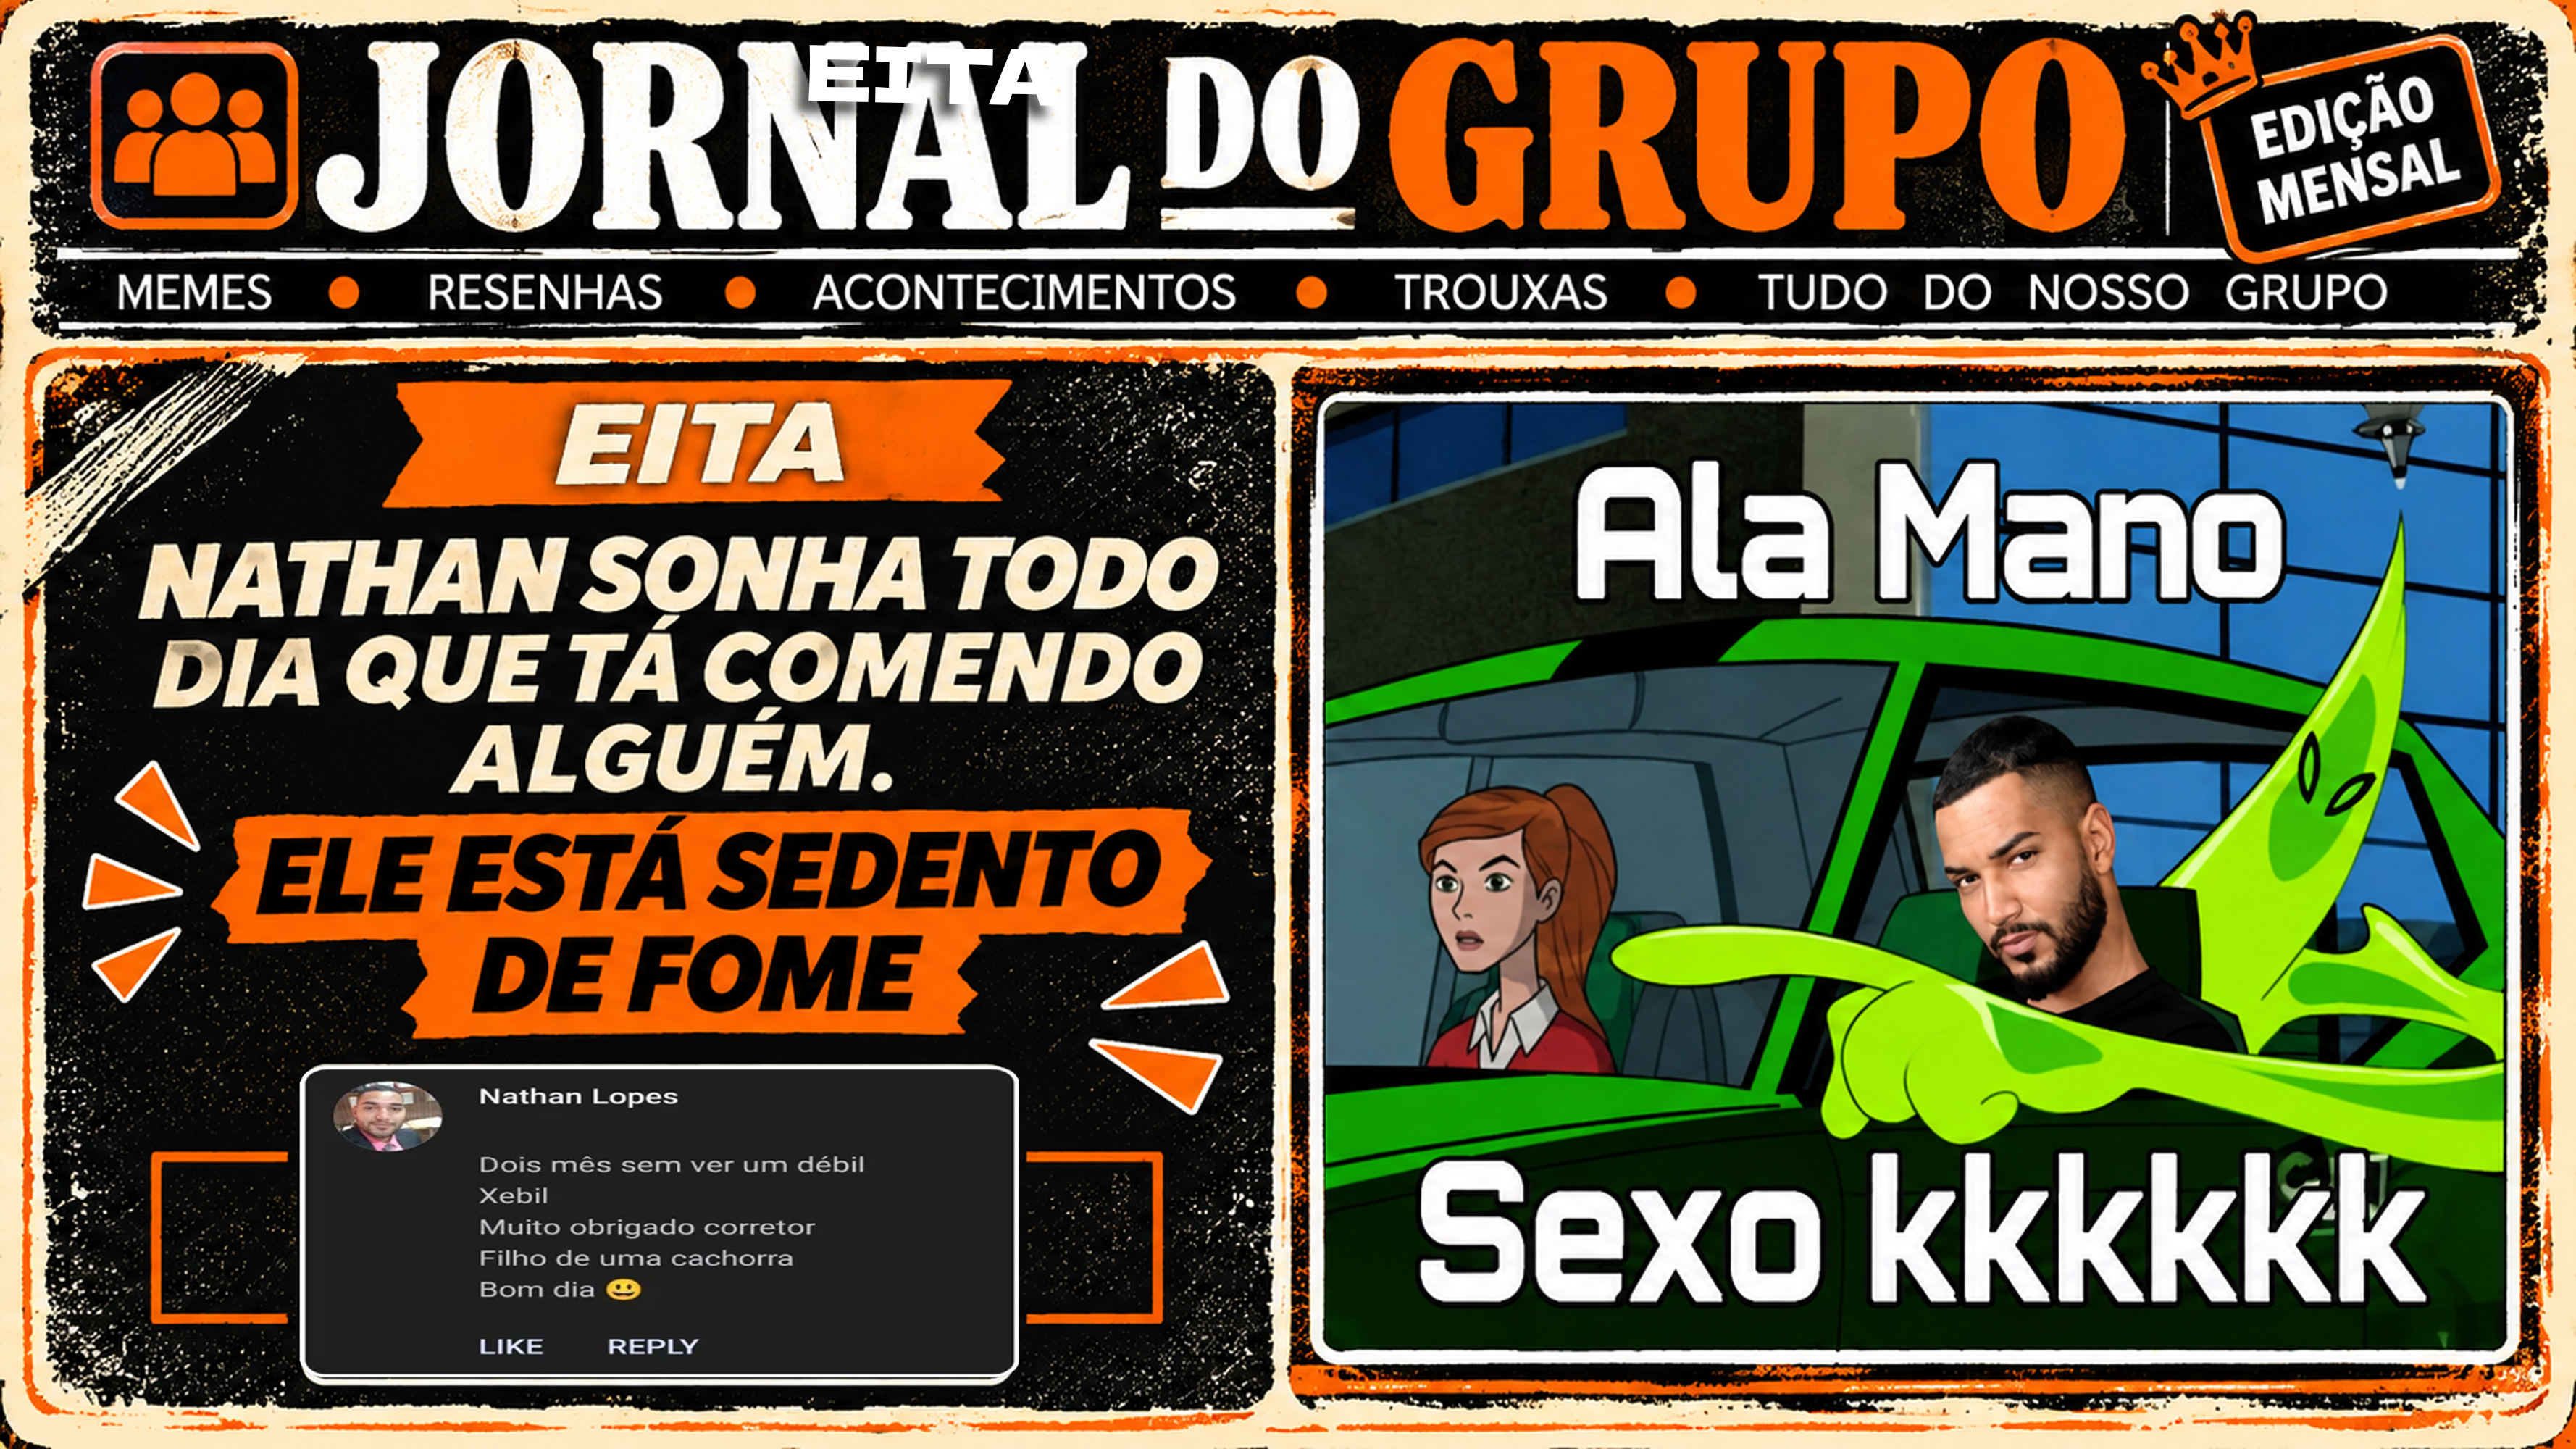 JORNAL DO GRUPO
EITA
EDIÇÃO
MENSAL
MEMES • RESENHAS • ACONTECIMENTOS • TROUXAS • TUDO DO NOSSO GRUPO
EITA
NATHAN SONHA TODO
DIA QUE TÁ COMENDO
ALGUÉM.
ELE ESTÁ SEDENTO
DE FOME
Nathan Lopes
Dois mês sem ver um débil
Xebil
Muito obrigado corretor
Filho de uma cachorra
Bom dia 😃
LIKE REPLY
Ala Mano
Sexo kkkkkk